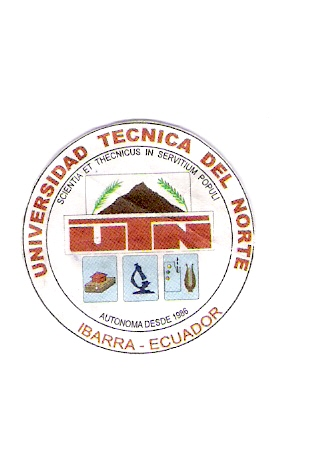 UNIVERSIDAD TECNICA DEL NORTE
SCIENTIA ET THECNICUS IN SERVITIUM POPULI
UTN
AUTONOMA DESDE 1986
IBARRA - ECUADOR